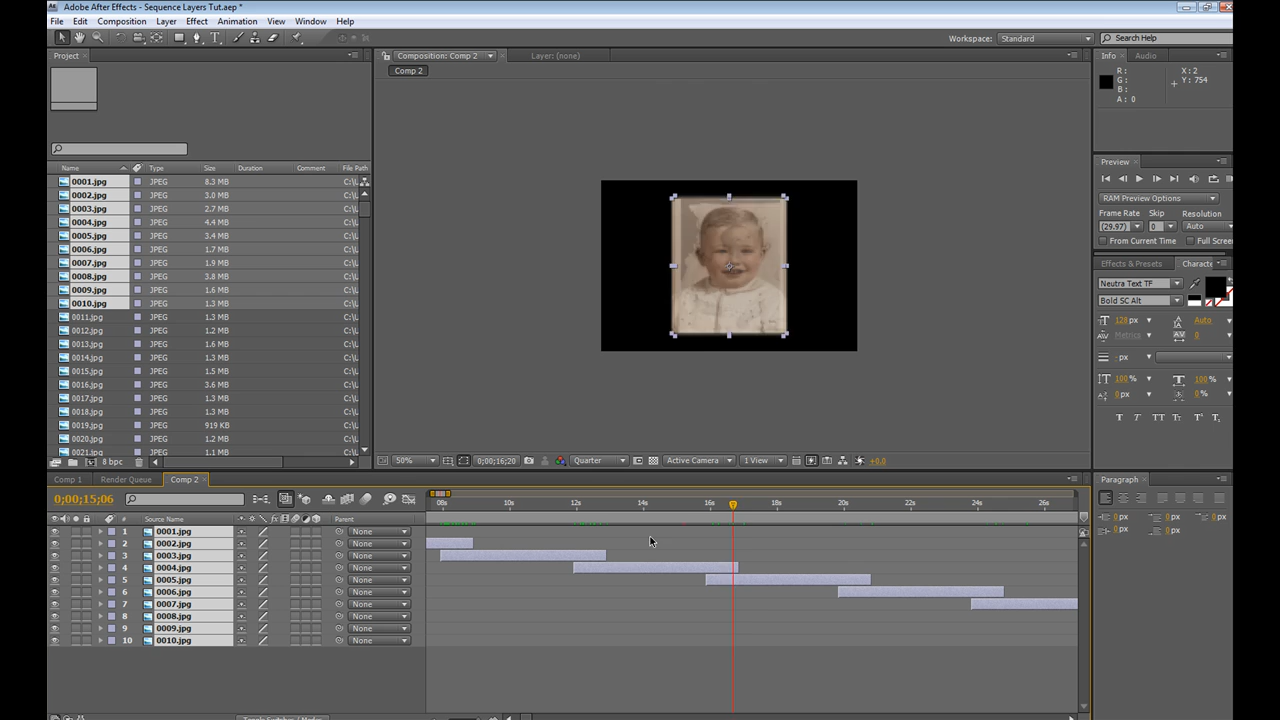 Adobe After Effects - Sequence Layers Tut.aep *
File Edit Composition Layer Effect Animation View Window Help
Workspace: Standard Search Help
Project
Composition: Comp 2 Layer: (none)
Comp 2
Info Audio
R : X : 2
G : Y : 754
B :
A : 0
Preview
RAM Preview Options
Frame Rate Skip Resolution
(29.97) 0 Auto
From Current Time Full Scree
Effects & Presets Characte
Neutra Text TF
Bold SC Alt
128 px Auto
Metrics 0
- px
100 % 100 %
0 px 0 %
Paragraph
0 px 0 px 0 px
0 px 0 px
Name Type Size Duration Comment File Path
0001.jpg JPEG 8.3 MB C:\U
0002.jpg JPEG 3.0 MB C:\U
0003.jpg JPEG 2.7 MB C:\U
0004.jpg JPEG 4.4 MB C:\U
0005.jpg JPEG 3.4 MB C:\U
0006.jpg JPEG 1.7 MB C:\U
0007.jpg JPEG 1.9 MB C:\U
0008.jpg JPEG 3.8 MB C:\U
0009.jpg JPEG 1.6 MB C:\U
0010.jpg JPEG 1.3 MB C:\U
0011.jpg JPEG 1.3 MB C:\U
0012.jpg JPEG 1.2 MB C:\U
0013.jpg JPEG 1.6 MB C:\U
0014.jpg JPEG 1.3 MB C:\U
0015.jpg JPEG 1.5 MB C:\U
0016.jpg JPEG 3.6 MB C:\U
0017.jpg JPEG 1.3 MB C:\U
0018.jpg JPEG 1.3 MB C:\U
0019.jpg JPEG 919 KB C:\U
0020.jpg JPEG 1.2 MB C:\U
0021.jpg JPEG 1.1 MB C:\U
8 bpc
50% 0;00;16;20 Quarter Active Camera 1 View +0.0
Comp 1 Render Queue Comp 2
0;00;15;06
08s 10s 12s 14s 16s 18s 20s 22s 24s 26s
# Source Name Parent
1 0001.jpg None
2 0002.jpg None
3 0003.jpg None
4 0004.jpg None
5 0005.jpg None
6 0006.jpg None
7 0007.jpg None
8 0008.jpg None
9 0009.jpg None
10 0010.jpg None
Toggle Switches / Modes